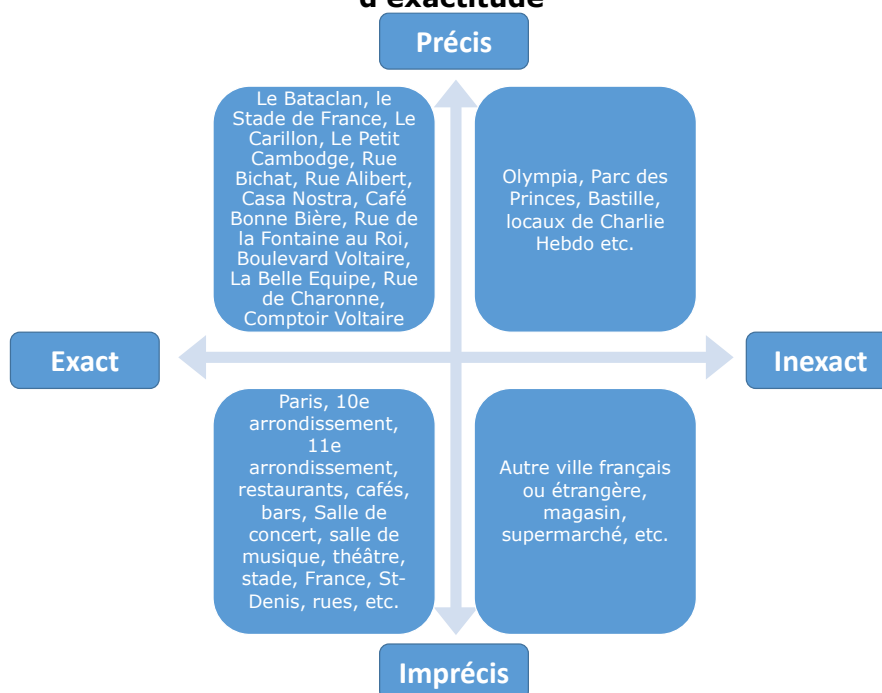 d'exactitude
Précis
Le Bataclan, le
Stade de France, Le
Carillon, Le Petit
Cambodge, Rue
Bichat, Rue Alibert,
Casa Nostra, Café
Bonne Bière, Rue de
la Fontaine au Roi,
Boulevard Voltaire,
La Belle Equipe, Rue
de Charonne,
Comptoir Voltaire
Olympia, Parc des
Princes, Bastille,
locaux de Charlie
Hebdo etc.
Exact
Inexact
Paris, 10e
arrondissement,
11e
arrondissement,
restaurants, cafés,
bars, Salle de
concert, salle de
musique, théâtre,
stade, France, St-
Denis, rues, etc.
Autre ville français
ou étrangère,
magasin,
supermarché, etc.
Imprécis